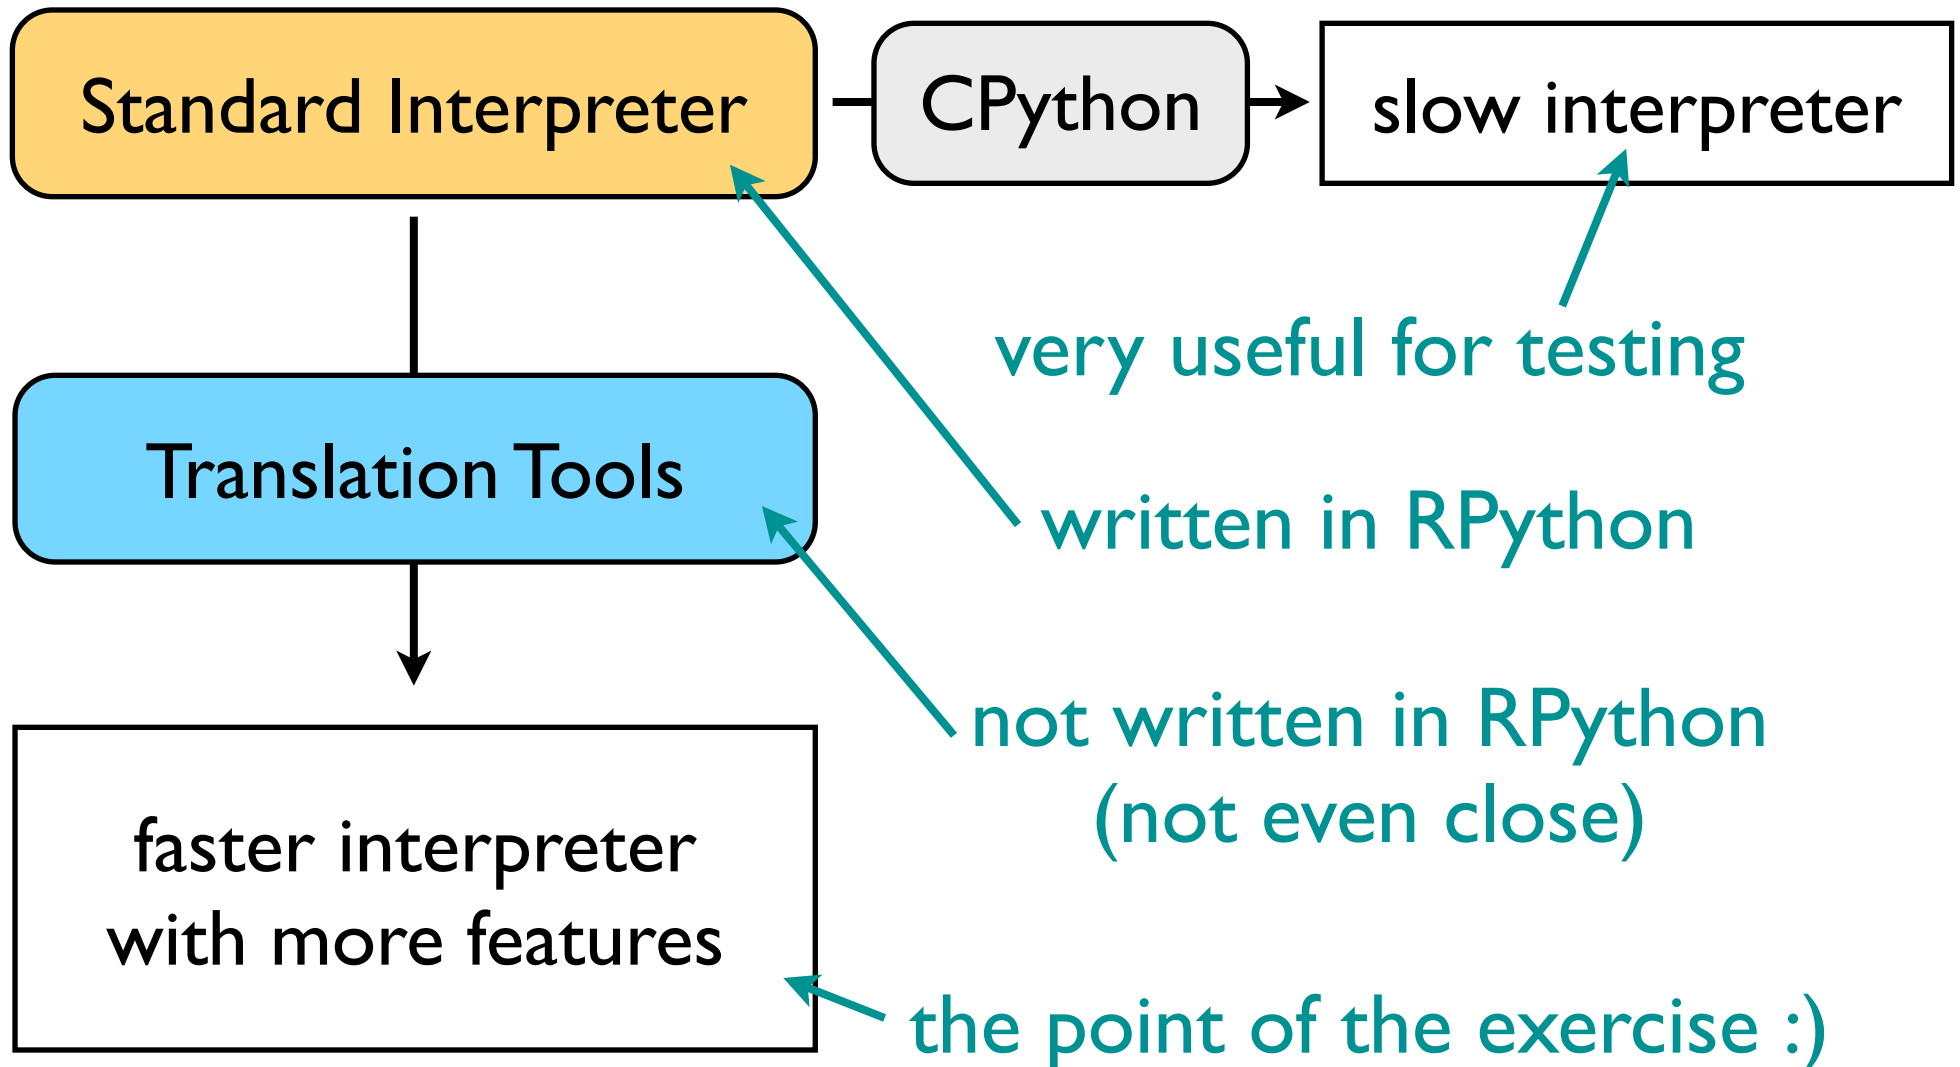 Standard Interpreter
CPython
slow interpreter
very useful for testing
Translation Tools
written in RPython
not written in RPython
(not even close)
faster interpreter
with more features
the point of the exercise :)